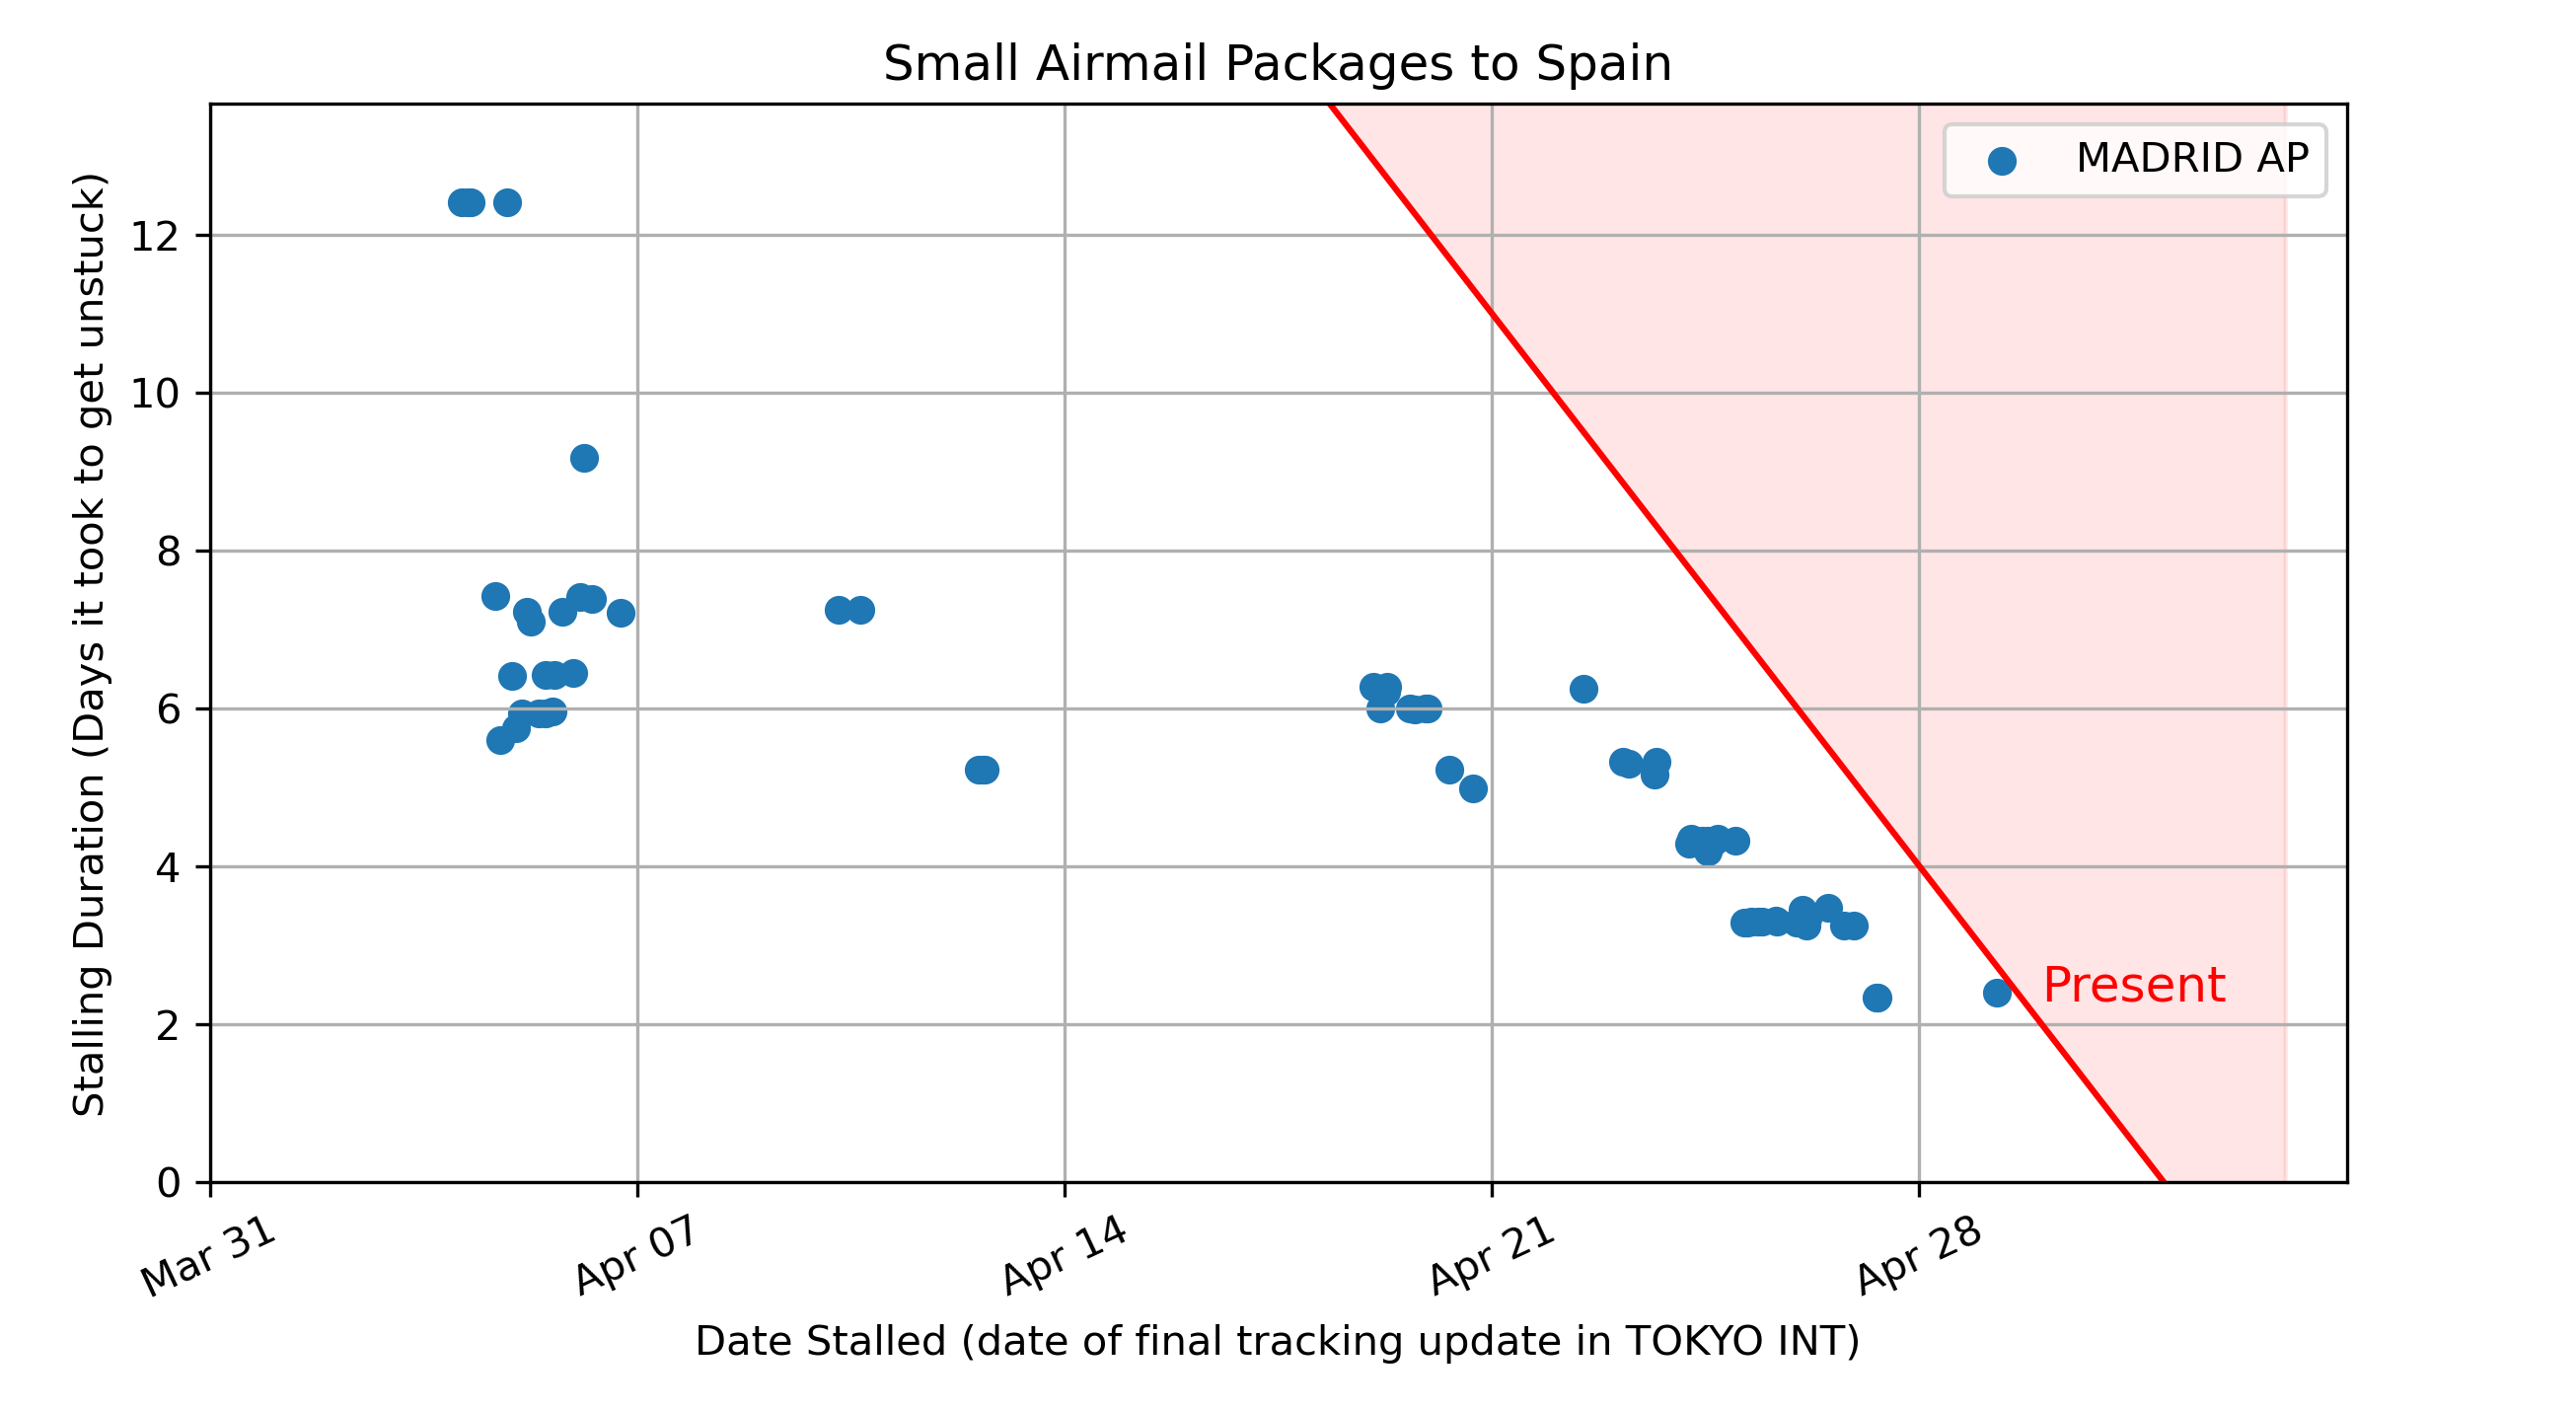 Small Airmail Packages to Spain
MADRID AP
Stalling Duration (Days it took to get unstuck)
12
10
8
6
4
2
0
Present
Mar 31
Apr 07
Apr 14
Apr 21
Apr 28
Date Stalled (date of final tracking update in TOKYO INT)